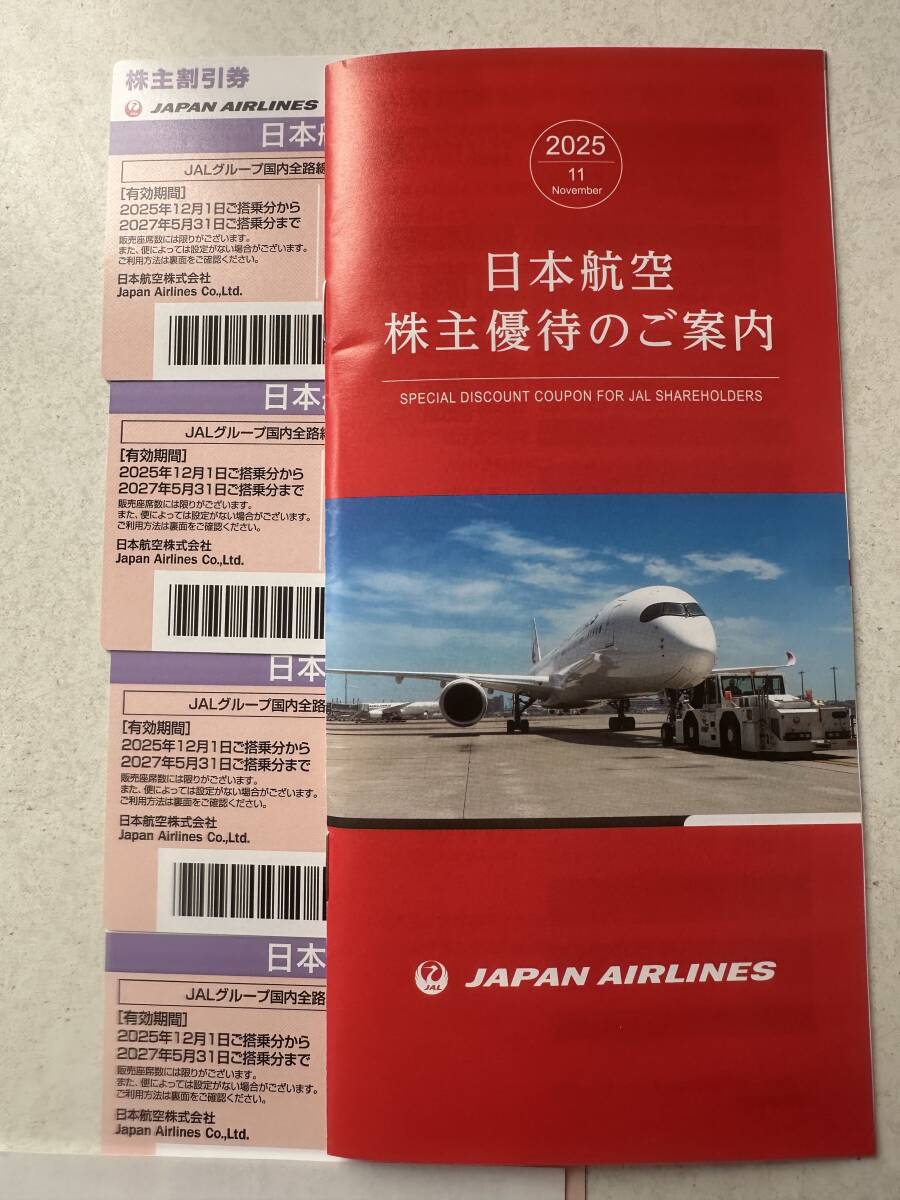 株主割引券
JAPAN AIRLINES
日本
JALグループ国内全路線
[有効期間]
2025年12月1日ご搭乗分から
2027年5月31日ご搭乗分まで
販売座席数には限りがございます。
また、便によっては設定がない場合がございます。
ご利用方法は裏面をご確認ください。
日本航空株式会社
Japan Airlines Co.,Ltd.
日本
JALグループ国内全路
[有効期間]
2025年12月1日ご搭乗分から
2027年5月31日ご搭乗分まで
販売座席数には限りがございます。
また、便によっては設定がない場合がございます。
ご利用方法は裏面をご確認ください。
日本航空株式会社
Japan Airlines Co.,Ltd.
日本
JALグループ国内全路
[有効期間]
2025年12月1日ご搭乗分から
2027年5月31日ご搭乗分まで
販売座席数には限りがございます。
また、便によっては設定がない場合がございます。
ご利用方法は裏面をご確認ください。
日本航空株式会社
Japan Airlines Co.,Ltd.
日本
JALグループ国内全路
[有効期間]
2025年12月1日ご搭乗分から
2027年5月31日ご搭乗分まで
販売座席数には限りがございます。
また、便によっては設定がない場合がございます。
ご利用方法は裏面をご確認ください。
日本航空株式会社
Japan Airlines Co.,Ltd.
2025
11
November
日本航空
株主優待のご案内
SPECIAL DISCOUNT COUPON FOR JAL SHAREHOLDERS
JAL
JAPAN AIRLINES